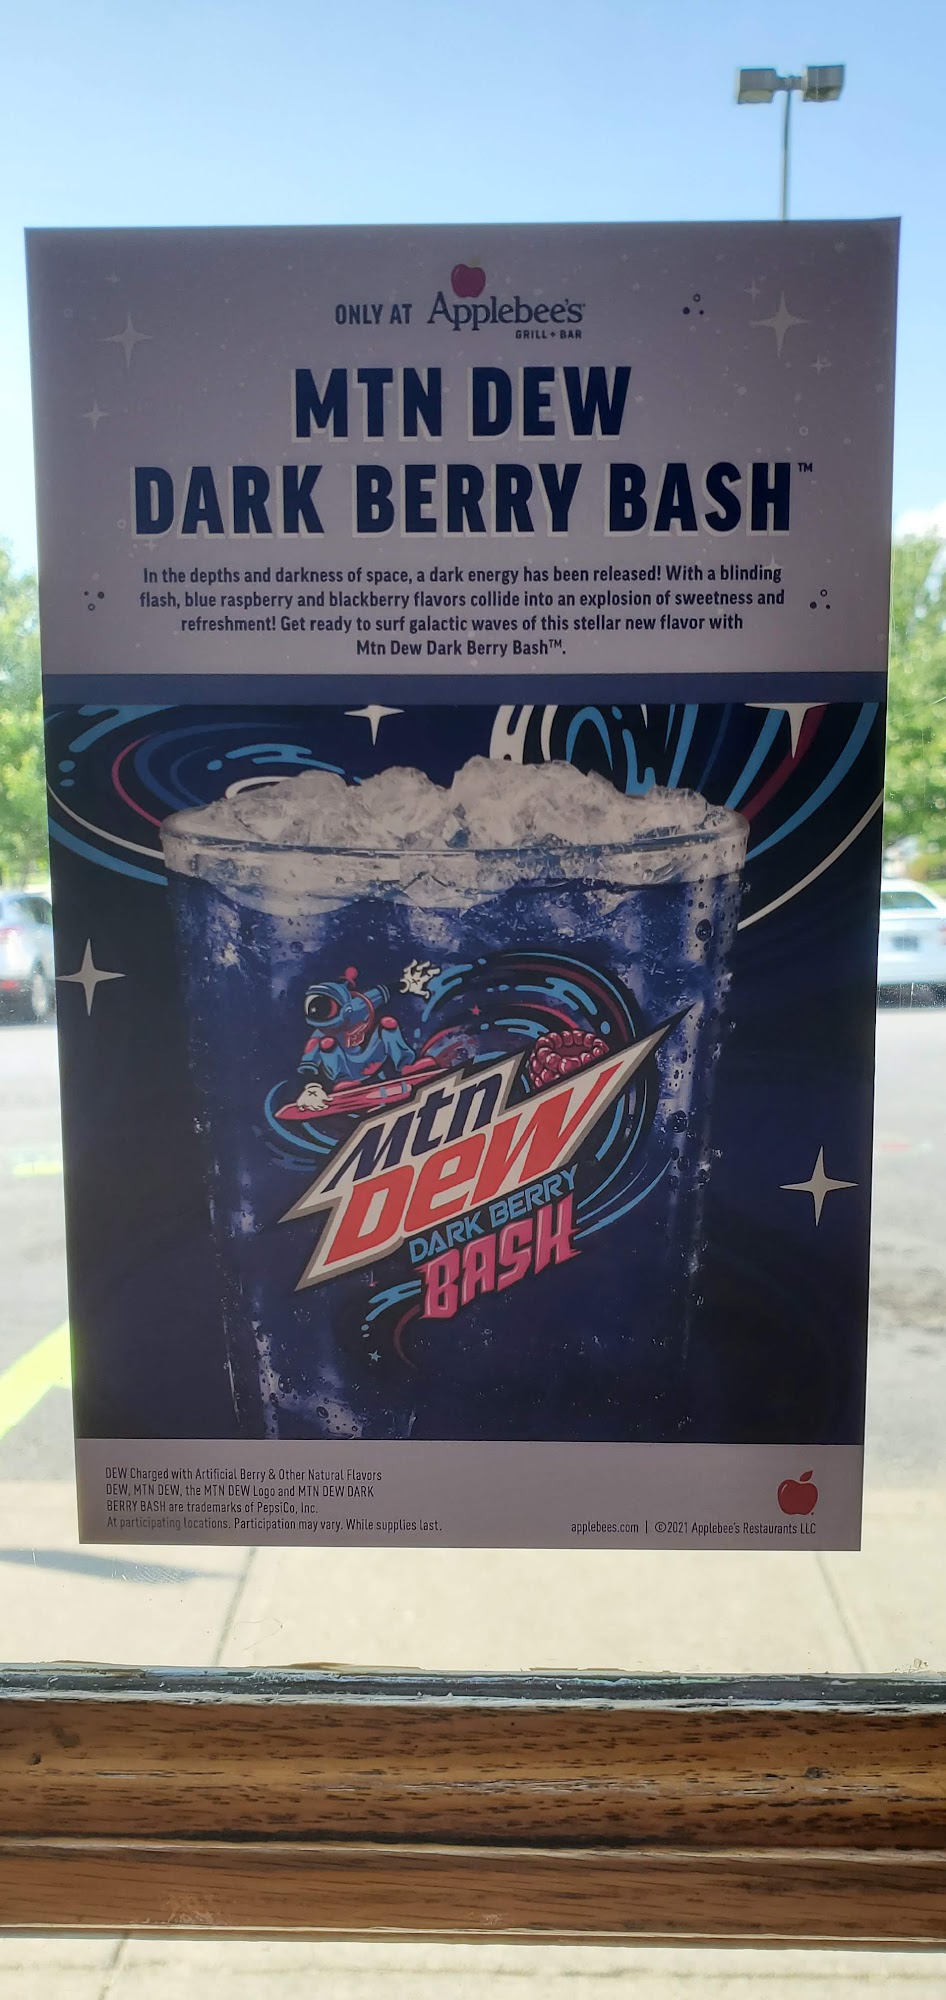 ONLY AT Applebee's
GRILL + BAR
MTN DEW
DARK BERRY BASH™
In the depths and darkness of space, a dark energy has been released! With a blinding
flash, blue raspberry and blackberry flavors collide into an explosion of sweetness and
refreshment! Get ready to surf galactic waves of this stellar new flavor with
Mtn Dew Dark Berry Bash™.
Mtn
DEW
DARK BERRY
BASH
DEW Charged with Artificial Berry & Other Natural Flavors
DEW, MTN DEW, the MTN DEW Logo and MTN DEW DARK
BERRY BASH are trademarks of PepsiCo, Inc.
At participating locations. Participation may vary. While supplies last.
applebees.com | ©2021 Applebee's Restaurants LLC